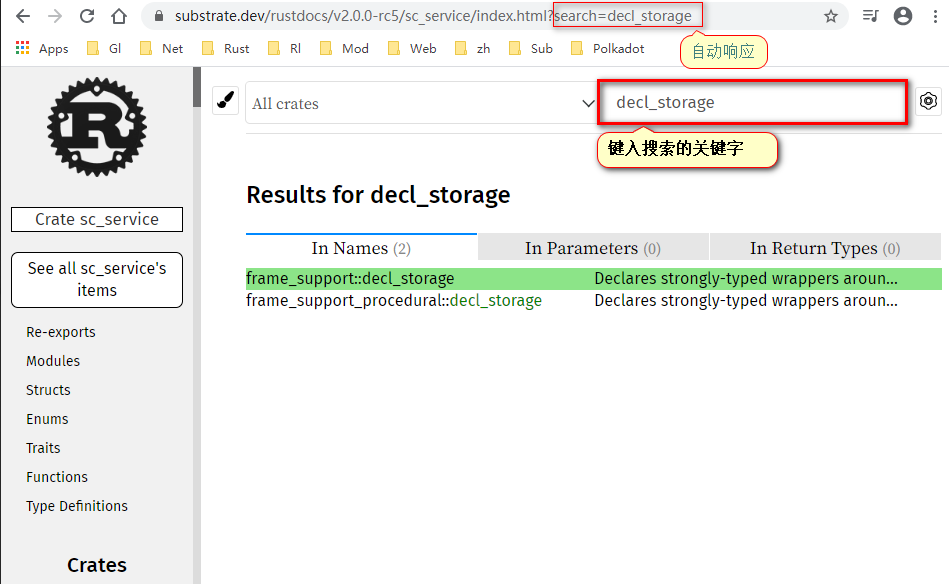 substrate.dev/rustdocs/v2.0.0-rc5/sc_service/index.html?search=decl_storage
Apps Gl Net Rust Rl Mod Web zh Sub Polkadot
自动响应
R
All crates
decl_storage
键入搜索的关键字
Results for decl_storage
Crate sc_service
In Names (2) In Parameters (0) In Return Types (0)
See all sc_service's
items
frame_support::decl_storage Declares strongly-typed wrappers aroun...
frame_support_procedural::decl_storage Declares strongly-typed wrappers aroun...
Re-exports
Modules
Structs
Enums
Traits
Functions
Type Definitions
Crates